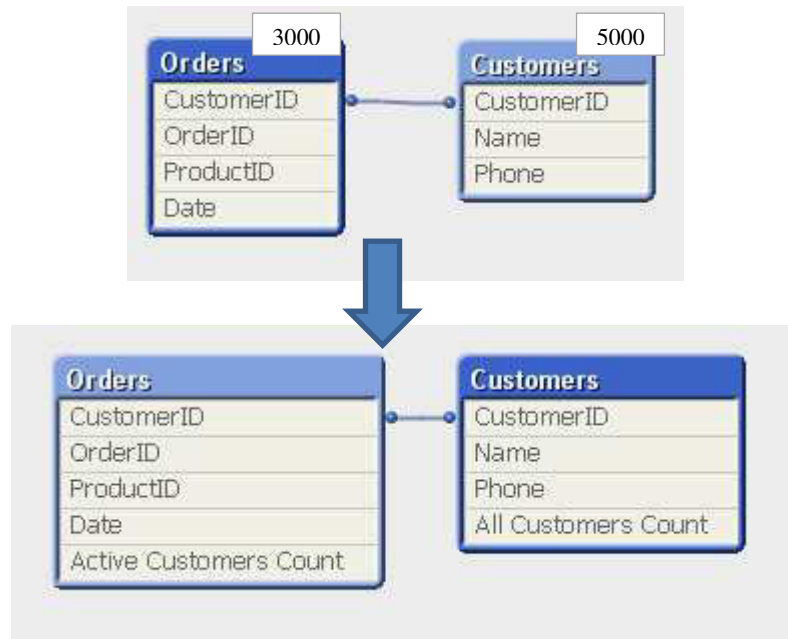 3000
Orders
CustomerID
OrderID
ProductID
Date
5000
Customers
CustomerID
Name
Phone
Orders
CustomerID
OrderID
ProductID
Date
Active Customers Count
Customers
CustomerID
Name
Phone
All Customers Count